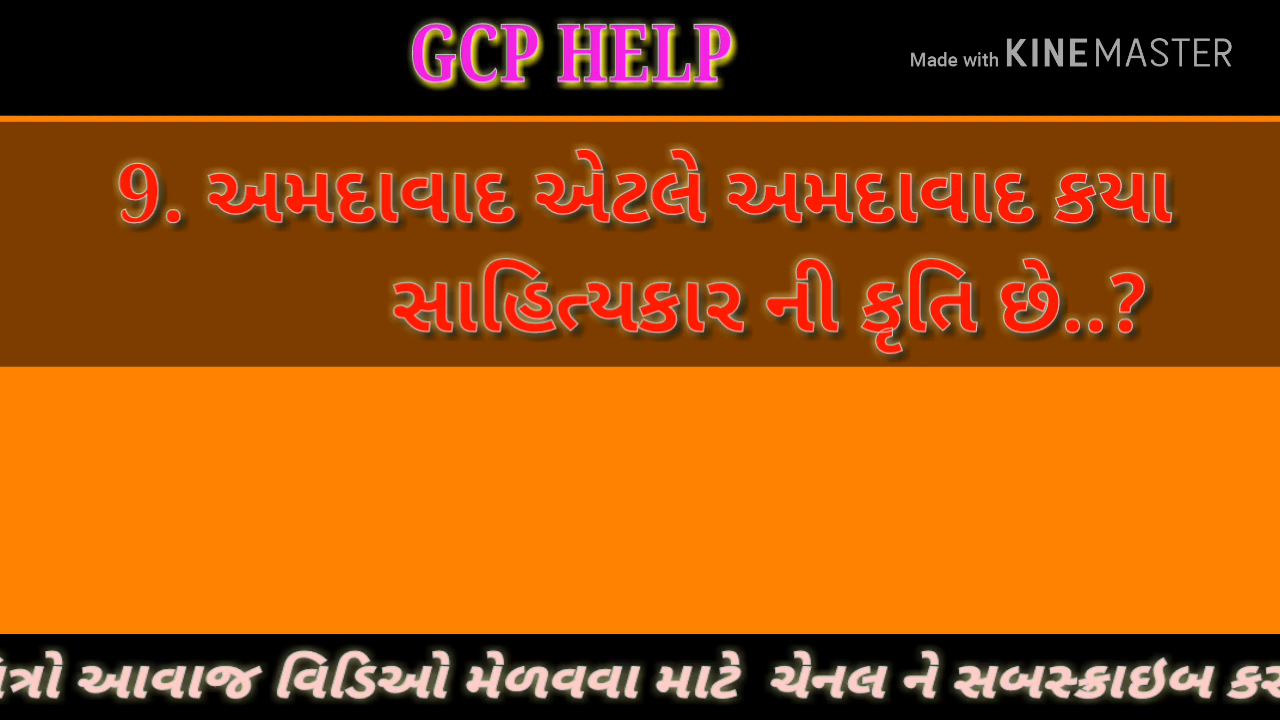 GCP HELP
Made with KINEMASTER
9. અમદાવાદ એટલે અમદાવાદ કયા
સાહિત્યકાર ની કૃતિ છે..?
આવાજ વિડિઓ મેળવવા માટે ચેનલ ને સબસ્ક્રાઇબ